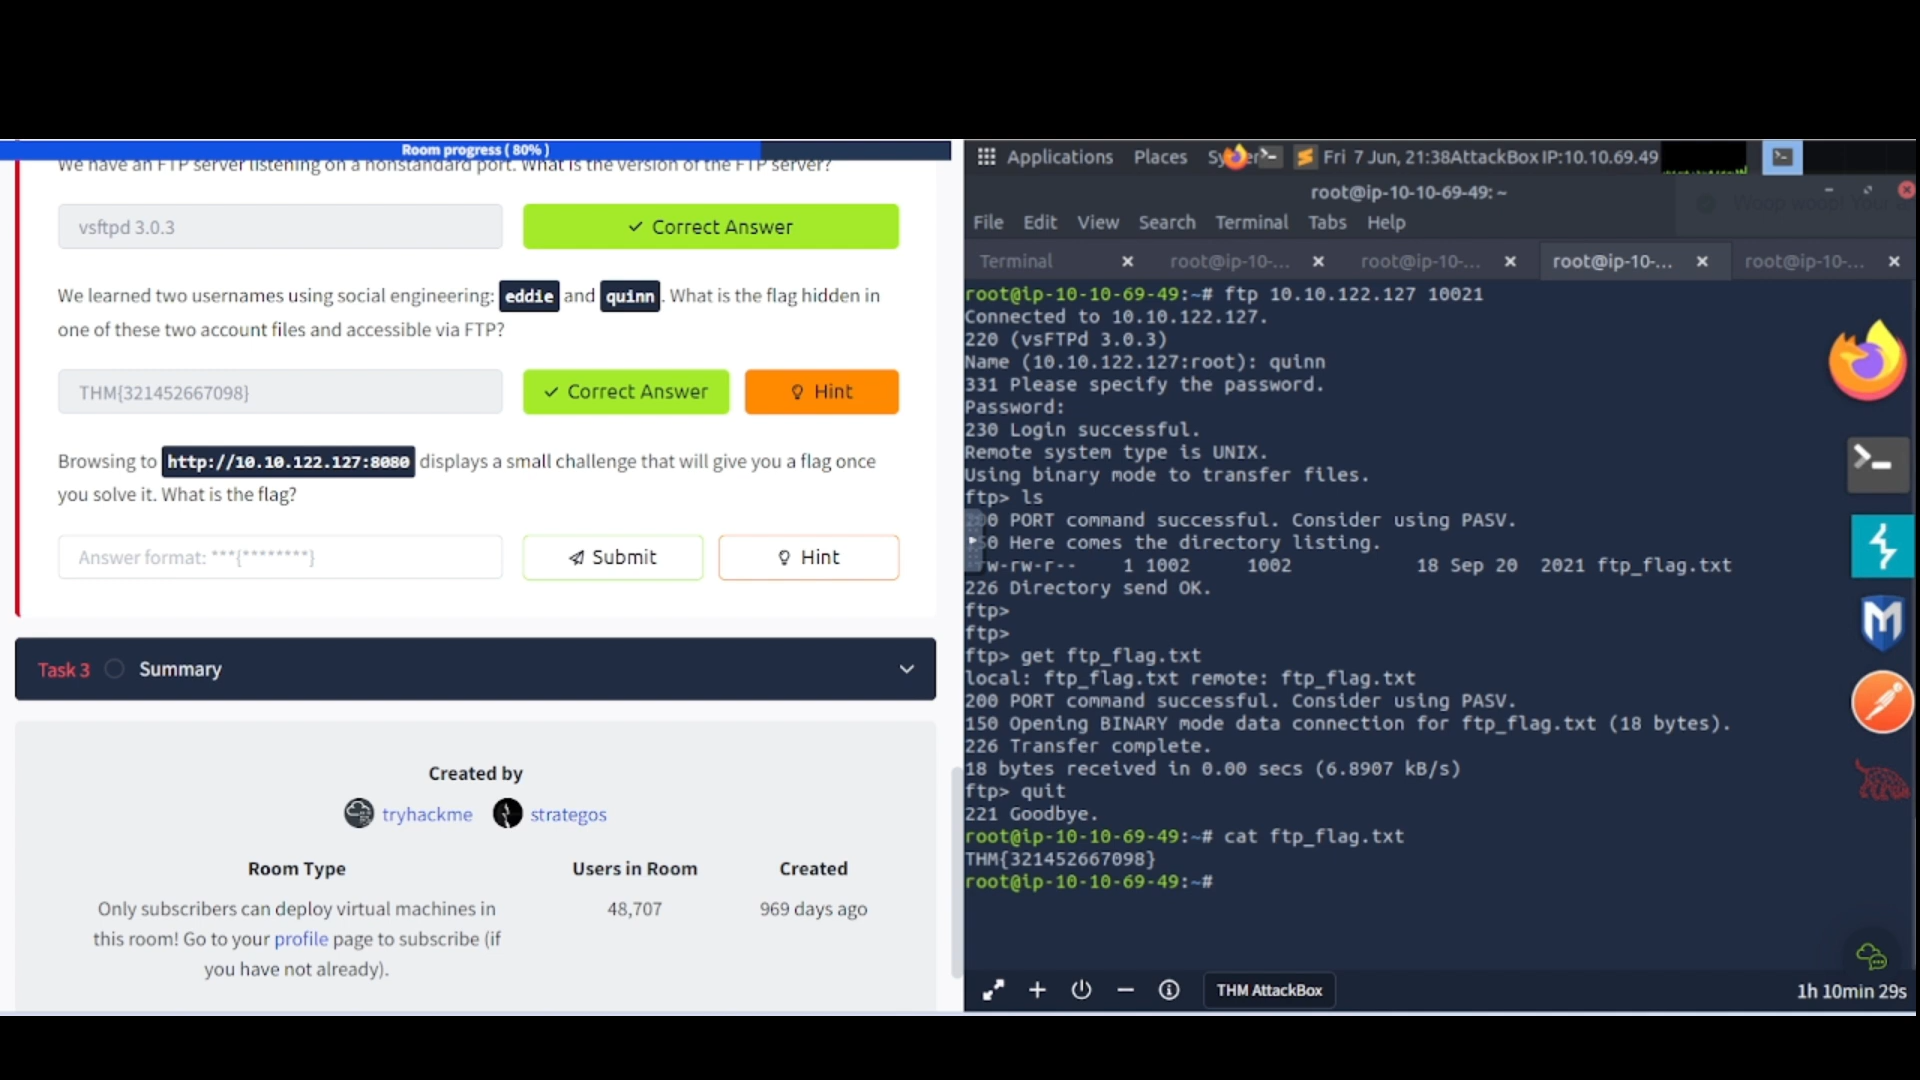 Room progress ( 80% )
We have an FTP server listening on a nonstandard port. What is the version of the FTP server?
vsftpd 3.0.3
Correct Answer
We learned two usernames using social engineering: eddie and quinn. What is the flag hidden in
one of these two account files and accessible via FTP?
THM{321452667098}
Correct Answer
Hint
Browsing to http://10.10.122.127:8080 displays a small challenge that will give you a flag once
you solve it. What is the flag?
Answer format: ***{********}
Submit
Hint
Task 3 Summary
Created by
tryhackme strategos
Room Type
Only subscribers can deploy virtual machines in
this room! Go to your profile page to subscribe (if
you have not already).
Users in Room
48,707
Created
969 days ago
Applications Places Fri 7 Jun, 21:38 AttackBox IP:10.10.69.49
root@ip-10-10-69-49: ~
File Edit View Search Terminal Tabs Help
Terminal × root@ip-10-... × root@ip-10-... × root@ip-10-... × root@ip-10-... ×
root@ip-10-10-69-49:~# ftp 10.10.122.127 10021
Connected to 10.10.122.127.
220 (vsFTPd 3.0.3)
Name (10.10.122.127:root): quinn
331 Please specify the password.
Password:
230 Login successful.
Remote system type is UNIX.
Using binary mode to transfer files.
ftp> ls
200 PORT command successful. Consider using PASV.
150 Here comes the directory listing.
-rw-rw-r-- 1 1002 1002 18 Sep 20 2021 ftp_flag.txt
226 Directory send OK.
ftp>
ftp>
ftp> get ftp_flag.txt
local: ftp_flag.txt remote: ftp_flag.txt
200 PORT command successful. Consider using PASV.
150 Opening BINARY mode data connection for ftp_flag.txt (18 bytes).
226 Transfer complete.
18 bytes received in 0.00 secs (6.8907 kB/s)
ftp> quit
221 Goodbye.
root@ip-10-10-69-49:~# cat ftp_flag.txt
THM{321452667098}
root@ip-10-10-69-49:~#
THM AttackBox
1h 10min 29s